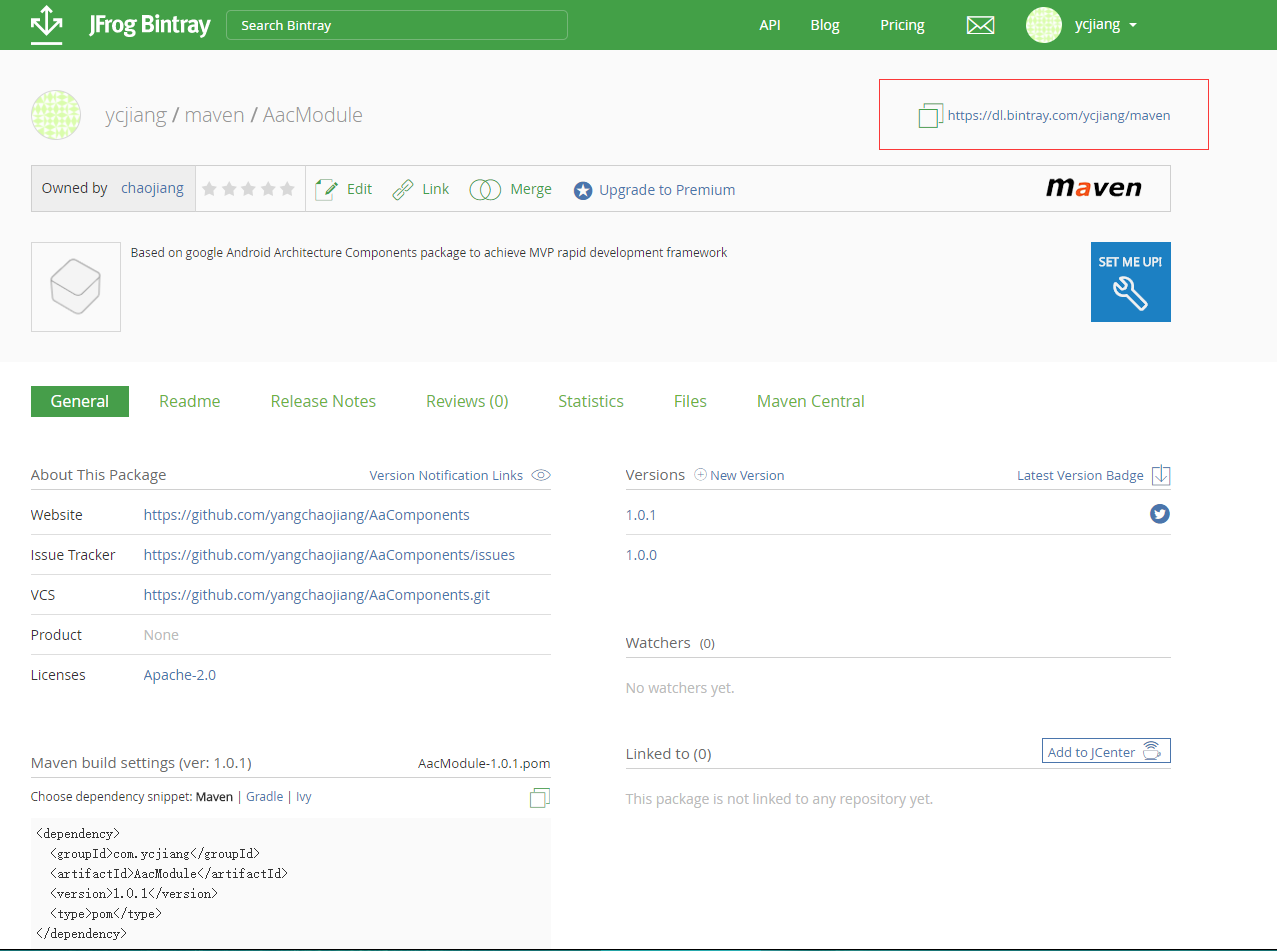 JFrog Bintray Search Bintray API Blog Pricing ycjiang
ycjiang / maven / AacModule https://dl.bintray.com/ycjiang/maven
Owned by chaojiang Edit Link Merge Upgrade to Premium maven
Based on google Android Architecture Components package to achieve MVP rapid development framework
SET ME UP!
General Readme Release Notes Reviews (0) Statistics Files Maven Central
About This Package Version Notification Links
Website https://github.com/yangchaojiang/AaComponents
Issue Tracker https://github.com/yangchaojiang/AaComponents/issues
VCS https://github.com/yangchaojiang/AaComponents.git
Product None
Licenses Apache-2.0
Maven build settings (ver: 1.0.1) AacModule-1.0.1.pom
Choose dependency snippet: Maven | Gradle | Ivy
<dependency>
<groupId>com.ycjiang</groupId>
<artifactId>AacModule</artifactId>
<version>1.0.1</version>
<type>pom</type>
</dependency>
Versions New Version Latest Version Badge
1.0.1
1.0.0
Watchers (0)
No watchers yet.
Linked to (0) Add to JCenter
This package is not linked to any repository yet.